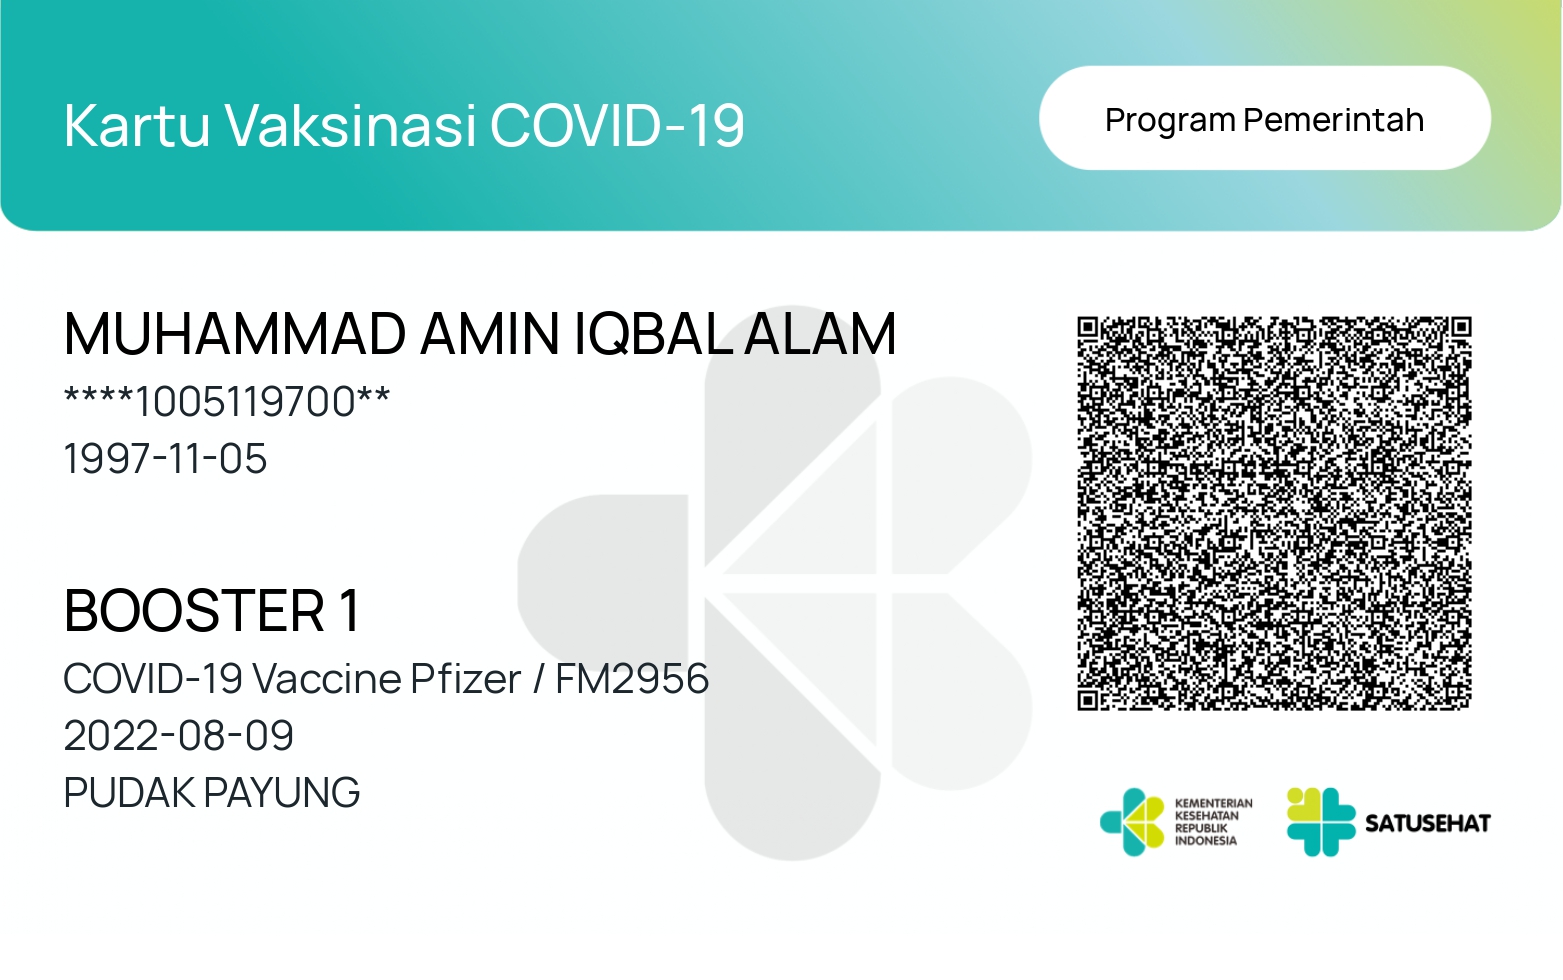 Kartu Vaksinasi COVID-19
Program Pemerintah
MUHAMMAD AMIN IQBAL ALAM
****1005119700**
1997-11-05
BOOSTER 1
COVID-19 Vaccine Pfizer / FM2956
2022-08-09
PUDAK PAYUNG
KEMENTERIAN
KESEHATAN
REPUBLIK
INDONESIA
SATUSEHAT